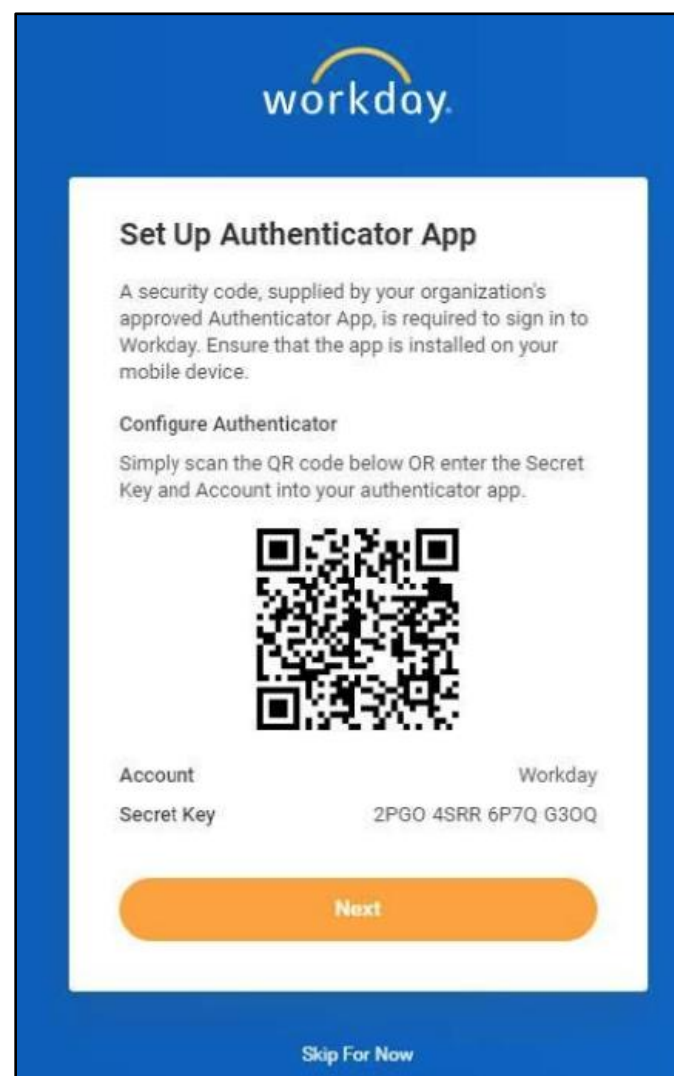 workday.
Set Up Authenticator App
A security code, supplied by your organization's
approved Authenticator App, is required to sign in to
Workday. Ensure that the app is installed on your
mobile device.
Configure Authenticator
Simply scan the QR code below OR enter the Secret
Key and Account into your authenticator app.
Account Workday
Secret Key 2PGO 4SRR 6P7Q G3OQ
Next
Skip For Now